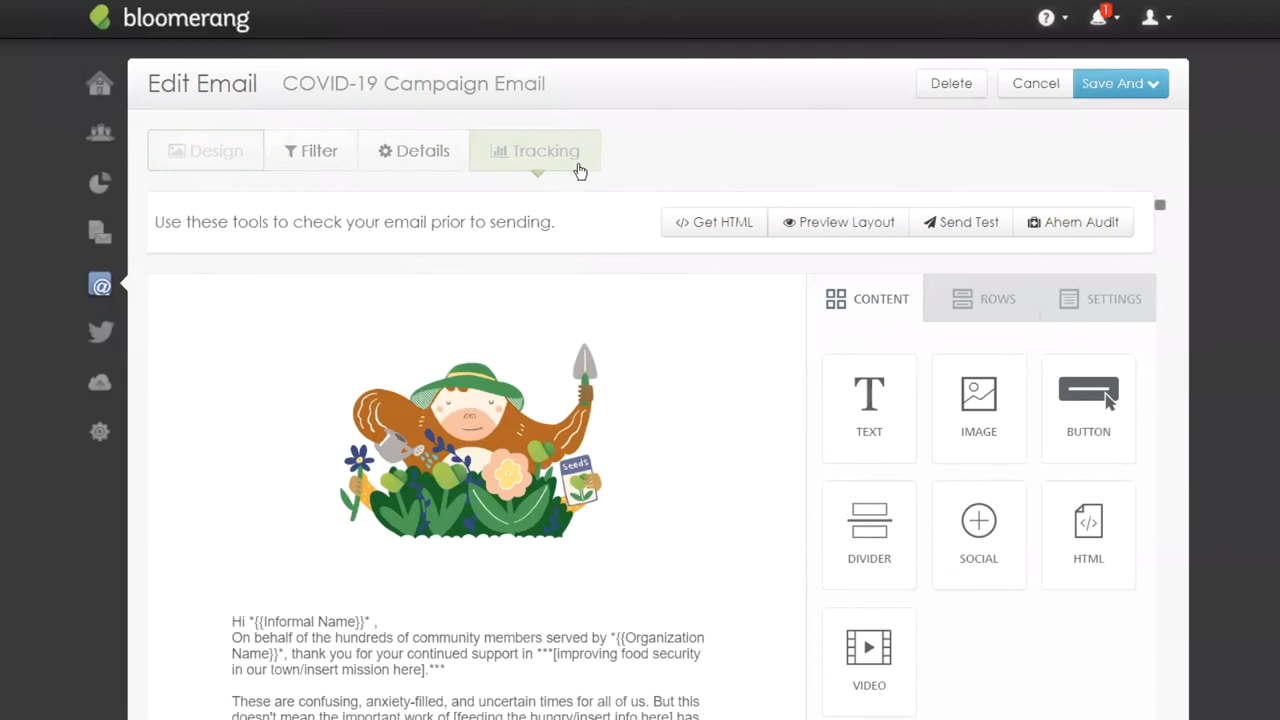 bloomerang
1
Edit Email COVID-19 Campaign Email
Delete Cancel Save And
Design Filter Details Tracking
Use these tools to check your email prior to sending.
Get HTML Preview Layout Send Test Ahern Audit
CONTENT ROWS SETTINGS
TEXT IMAGE BUTTON
Seeds
DIVIDER SOCIAL HTML
VIDEO
Hi *{{Informal Name}}* ,
On behalf of the hundreds of community members served by *{{Organization
Name}}*, thank you for your continued support in ***[improving food security
in our town/insert mission here].***
These are confusing, anxiety-filled, and uncertain times for all of us. But this
doesn't mean the important work of [feeding the hungry/insert info here] has